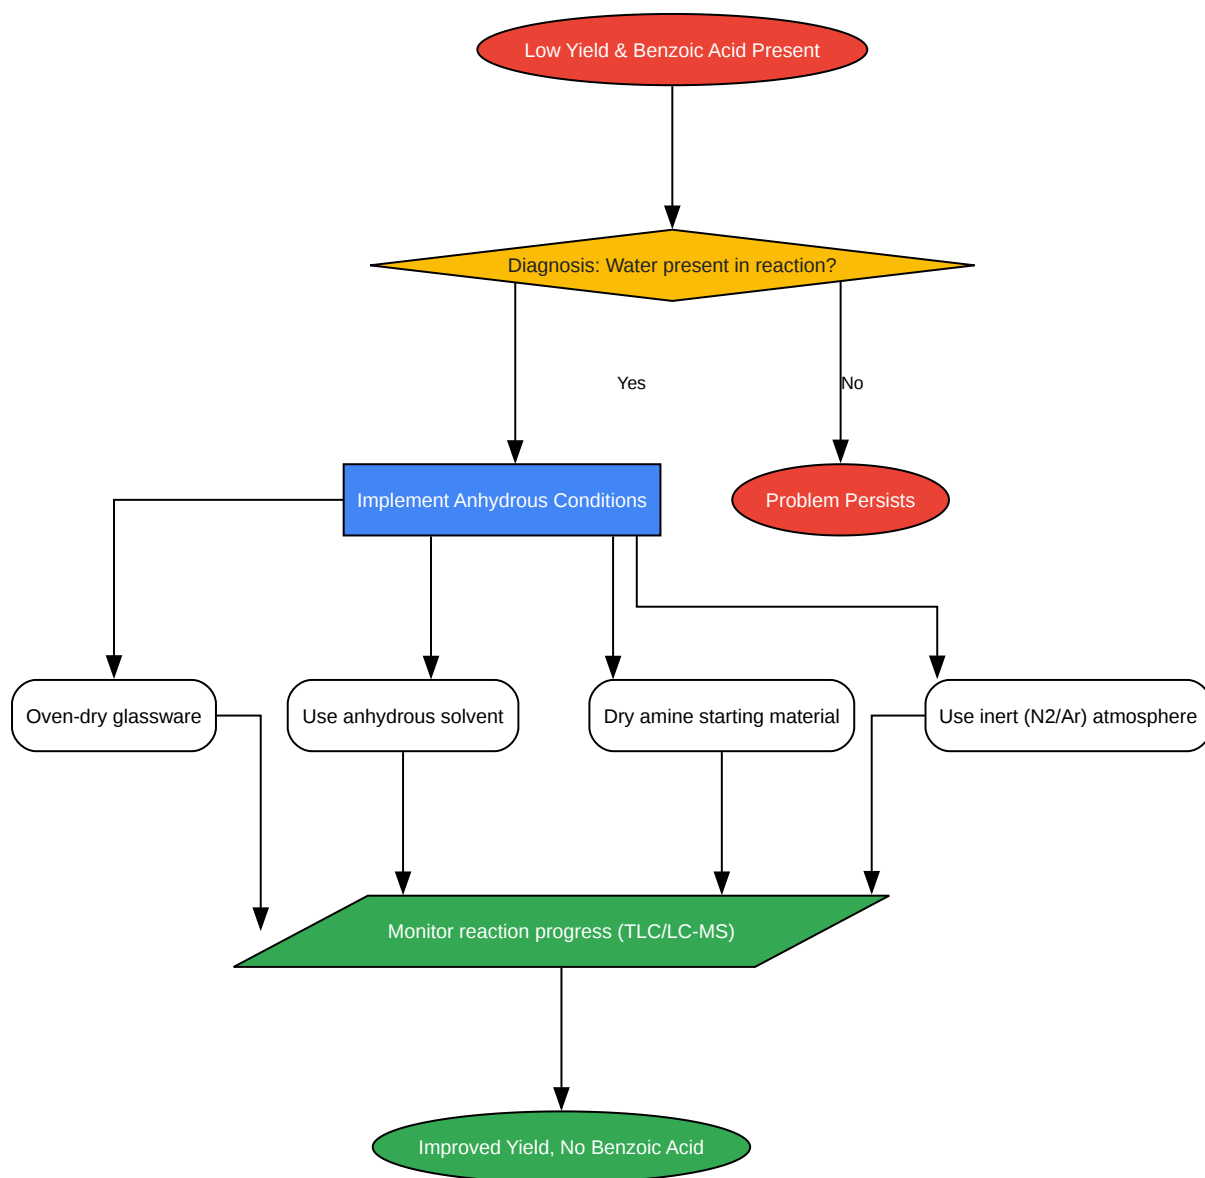 Low Yield & Benzoic Acid Present
Diagnosis: Water present in reaction?
Yes
No
Implement Anhydrous Conditions
Problem Persists
Oven-dry glassware
Use anhydrous solvent
Dry amine starting material
Use inert (N2/Ar) atmosphere
Monitor reaction progress (TLC/LC-MS)
Improved Yield, No Benzoic Acid